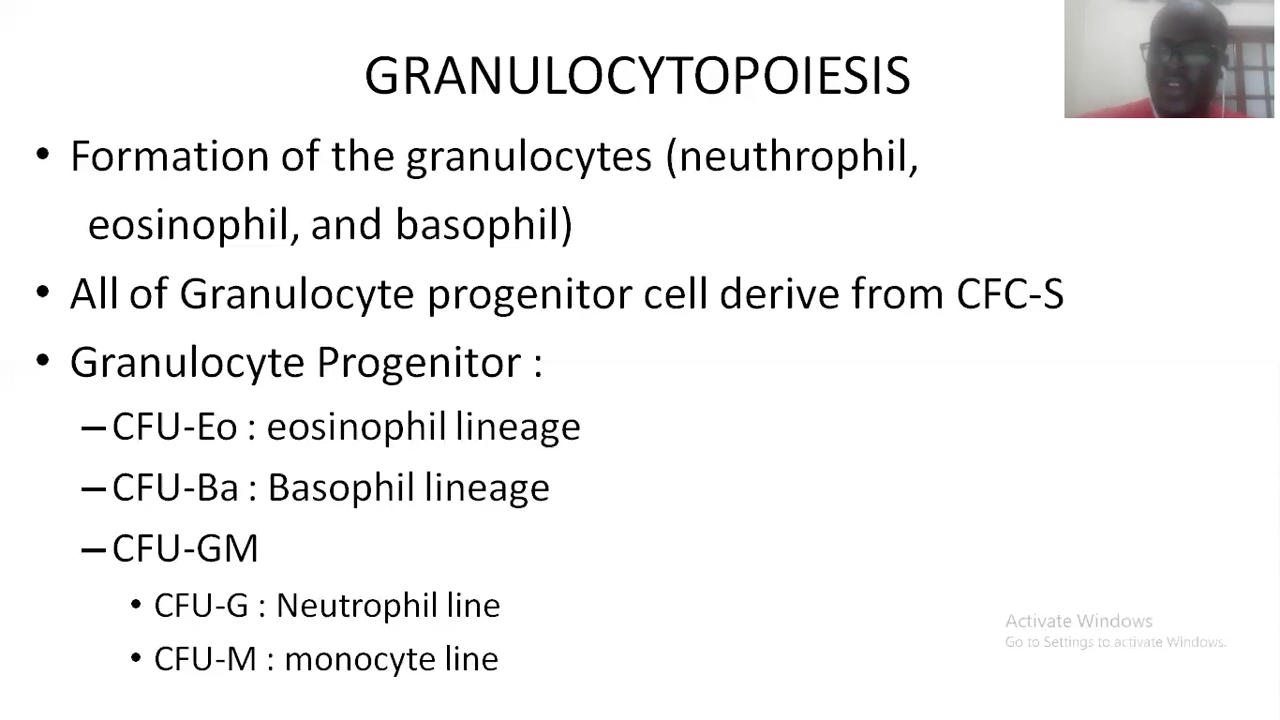 GRANULOCYTOPOIESIS
• Formation of the granulocytes (neuthrophil,
eosinophil, and basophil)
• All of Granulocyte progenitor cell derive from CFC-S
• Granulocyte Progenitor :
–CFU-Eo : eosinophil lineage
–CFU-Ba : Basophil lineage
–CFU-GM
• CFU-G : Neutrophil line
• CFU-M : monocyte line
Activate Windows
Go to Settings to activate Windows.